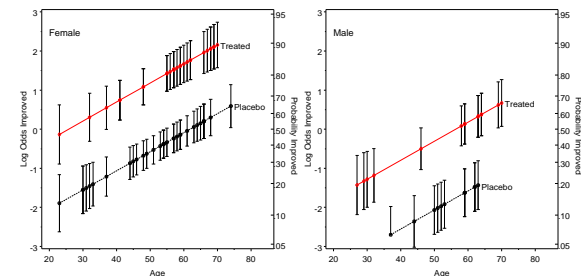 Female
Treated
Placebo
Log Odds Improved
3
2
1
0
-1
-2
-3
.95
.90
.80
.70
.60
.50
.40
.30
.20
.10
.05
Probability Improved
20 30 40 50 60 70 80
Age
Male
Treated
Placebo
Log Odds Improved
3
2
1
0
-1
-2
-3
.95
.90
.80
.70
.60
.50
.40
.30
.20
.10
.05
Probability Improved
20 30 40 50 60 70 80
Age